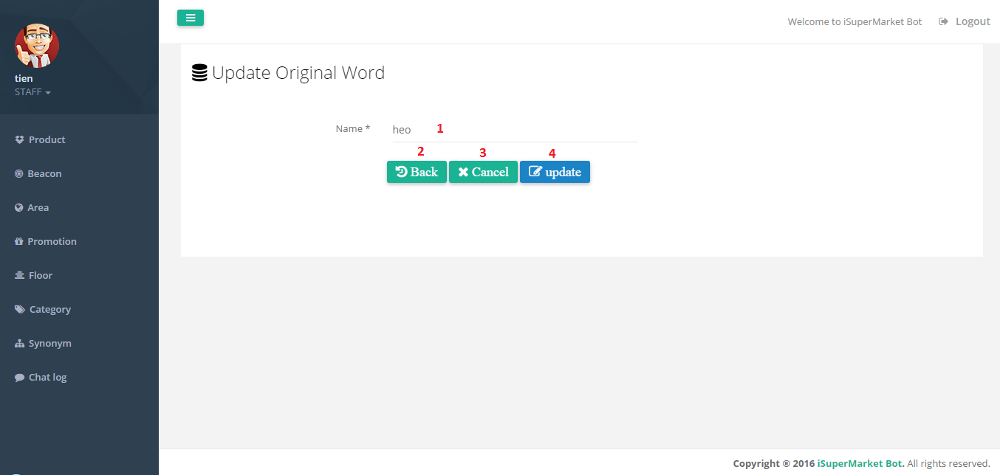 Welcome to iSuperMarket Bot Logout
tien
STAFF
Update Original Word
Product
Beacon
Area
Promotion
Floor
Category
Synonym
Chat log
Name * heo 1
2 3 4
Back Cancel update
Copyright ® 2016 iSuperMarket Bot. All rights reserved.